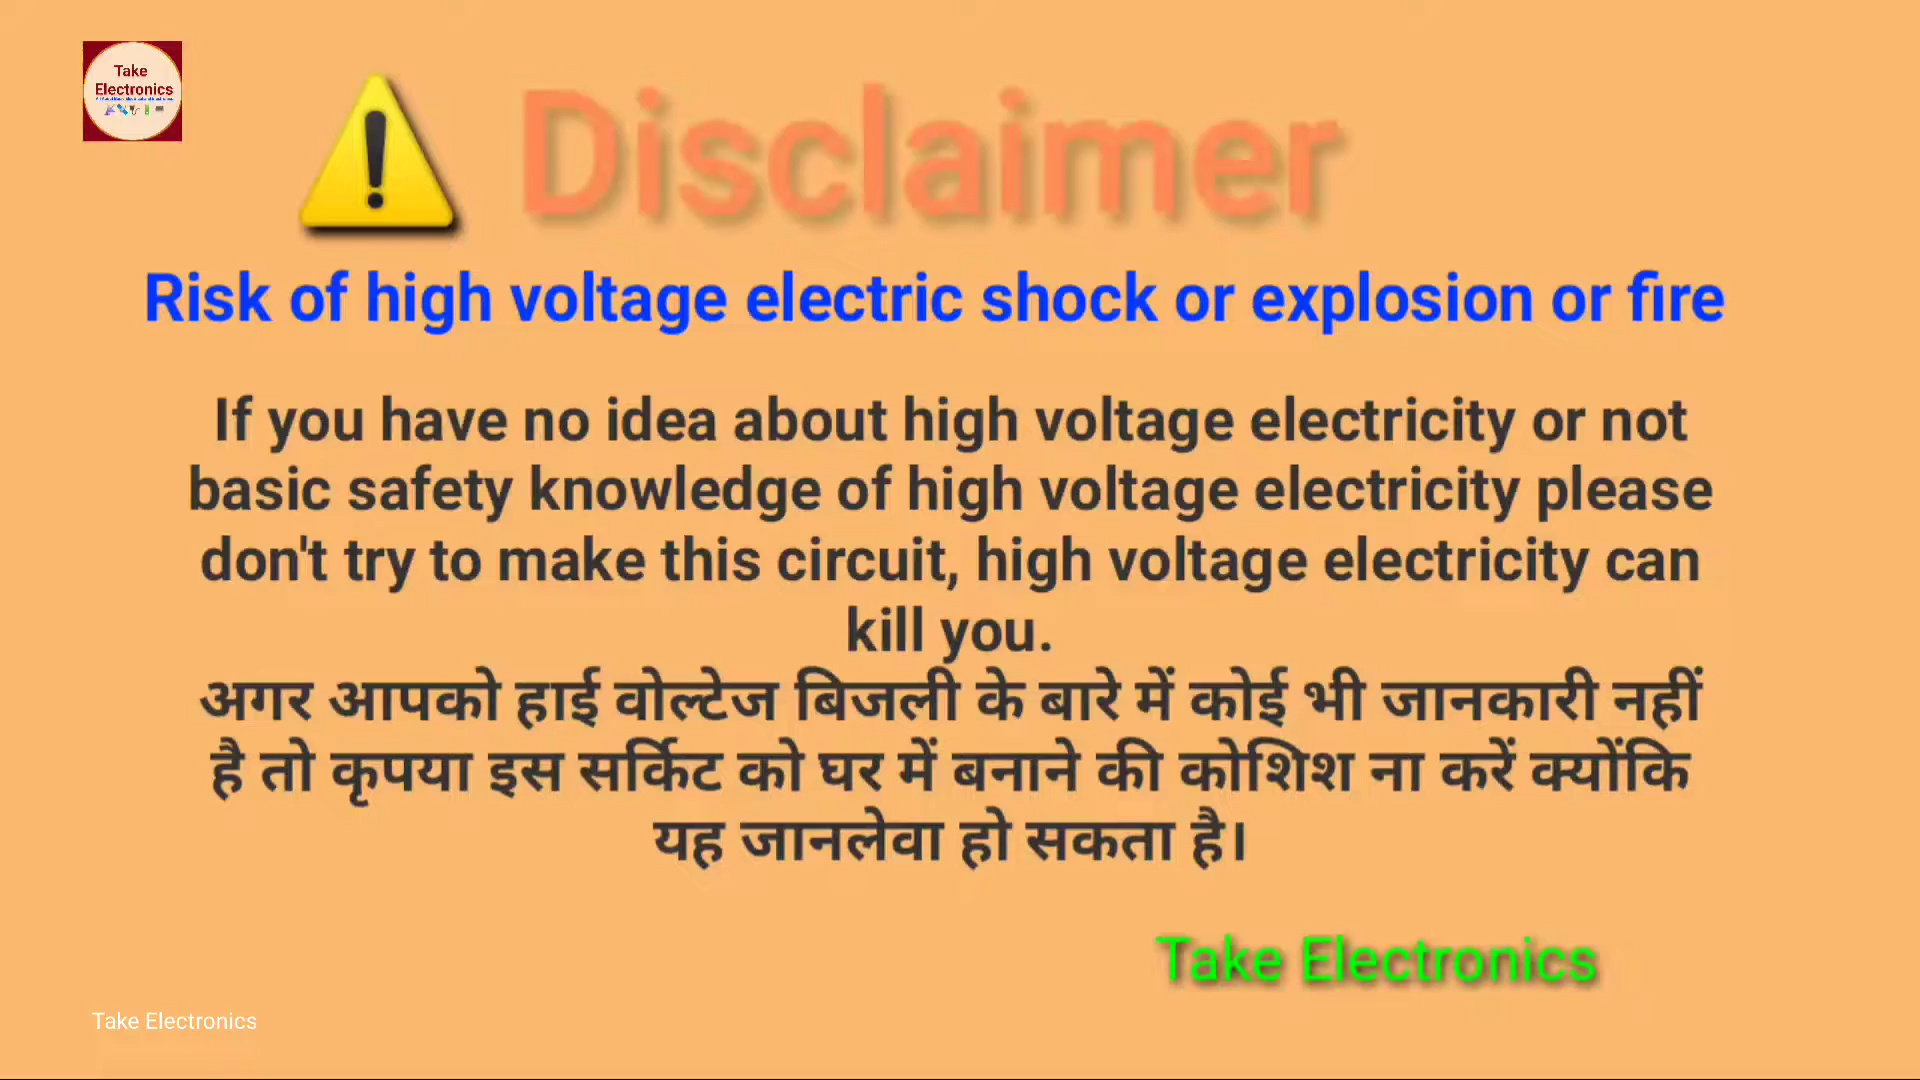 Take
Electronics
Disclaimer
Risk of high voltage electric shock or explosion or fire
If you have no idea about high voltage electricity or not
basic safety knowledge of high voltage electricity please
don't try to make this circuit, high voltage electricity can
kill you.
अगर आपको हाई वोल्टेज बिजली के बारे में कोई भी जानकारी नहीं
है तो कृपया इस सर्किट को घर में बनाने की कोशिश ना करें क्योंकि
यह जानलेवा हो सकता है।
Take Electronics
Take Electronics